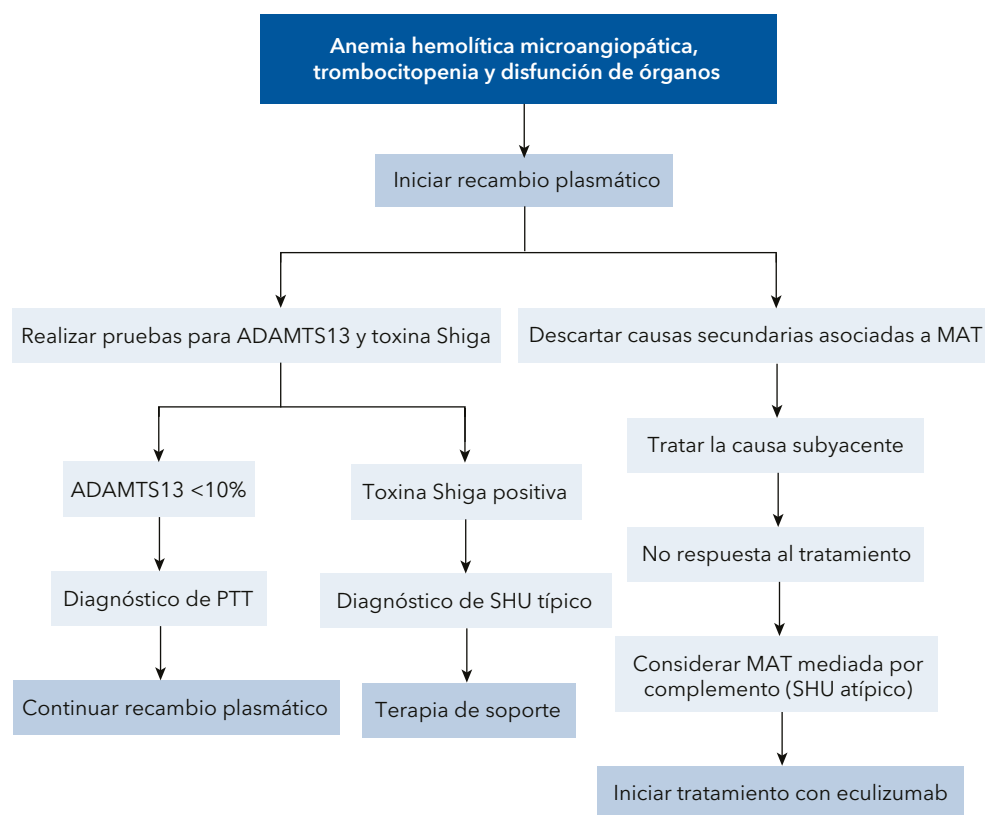 Anemia hemolítica microangiopática,
trombocitopenia y disfunción de órganos
Iniciar recambio plasmático
Realizar pruebas para ADAMTS13 y toxina Shiga
Descartar causas secundarias asociadas a MAT
ADAMTS13 <10%
Toxina Shiga positiva
Tratar la causa subyacente
No respuesta al tratamiento
Diagnóstico de PTT
Diagnóstico de SHU típico
Considerar MAT mediada por
complemento (SHU atípico)
Continuar recambio plasmático
Terapia de soporte
Iniciar tratamiento con eculizumab